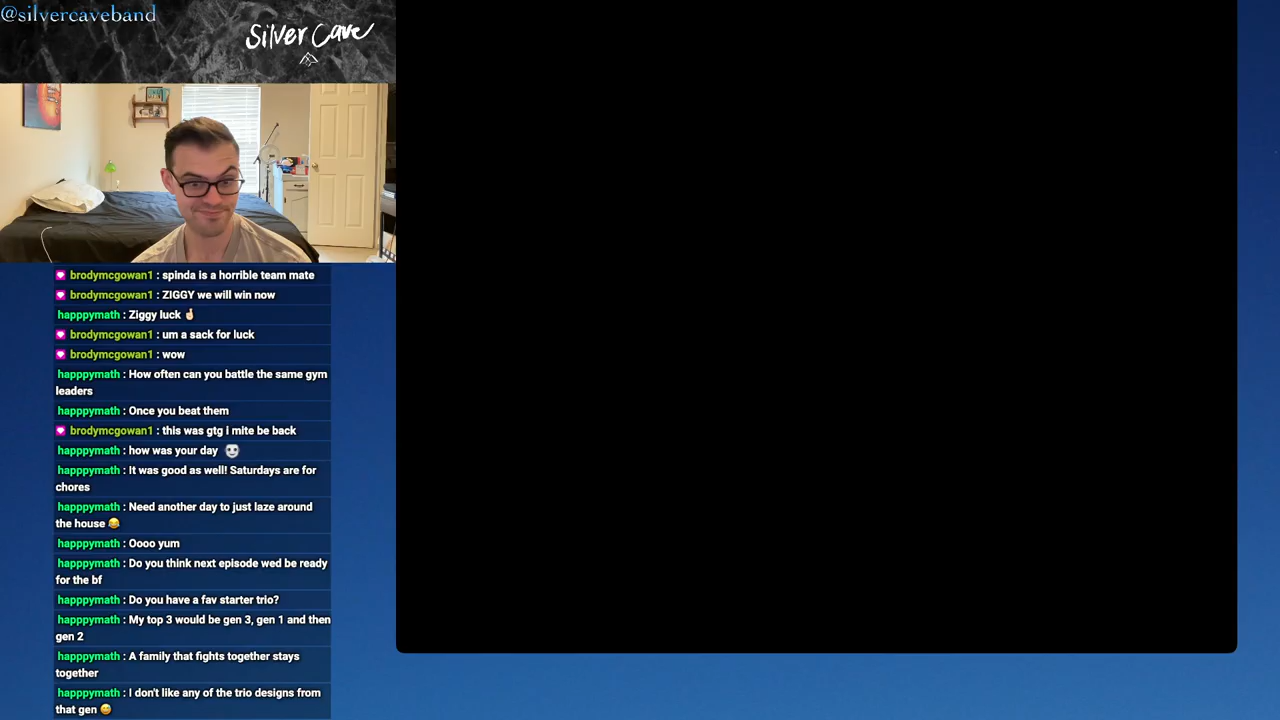 @silvercaveband
Silver Cave
brodymcgowan1 : spinda is a horrible team mate
brodymcgowan1 : ZIGGY we will win now
happpymath : Ziggy luck 🤞🏻
brodymcgowan1 : um a sack for luck
brodymcgowan1 : wow
happpymath : How often can you battle the same gym
leaders
happpymath : Once you beat them
brodymcgowan1 : this was gtg i mite be back
happpymath : how was your day
happpymath : It was good as well! Saturdays are for
chores
happpymath : Need another day to just laze around
the house 😂
happpymath : Oooo yum
happpymath : Do you think next episode wed be ready
for the bf
happpymath : Do you have a fav starter trio?
happpymath : My top 3 would be gen 3, gen 1 and then
gen 2
happpymath : A family that fights together stays
together
happpymath : I don't like any of the trio designs from
that gen 😅